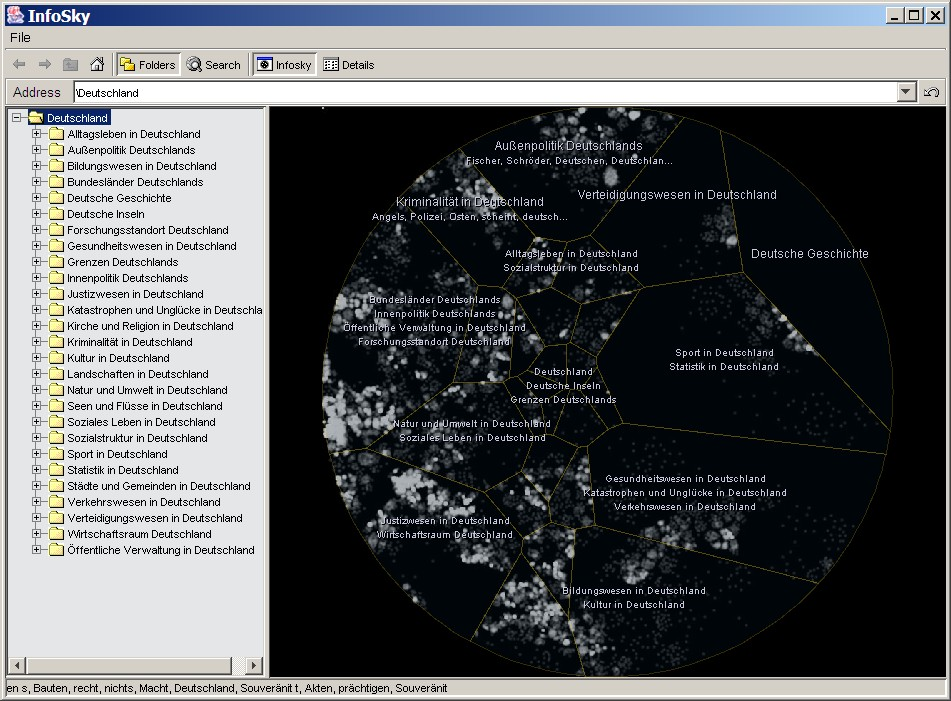 InfoSky
File
Folders Search Infosky Details
Address \Deutschland
Deutschland
Alltagsleben in Deutschland
Außenpolitik Deutschlands
Bildungswesen in Deutschland
Bundesländer Deutschlands
Deutsche Geschichte
Deutsche Inseln
Forschungsstandort Deutschland
Gesundheitswesen in Deutschland
Grenzen Deutschlands
Innenpolitik Deutschlands
Justizwesen in Deutschland
Katastrophen und Unglücke in Deutschla
Kirche und Religion in Deutschland
Kriminalität in Deutschland
Kultur in Deutschland
Landschaften in Deutschland
Natur und Umwelt in Deutschland
Seen und Flüsse in Deutschland
Soziales Leben in Deutschland
Sozialstruktur in Deutschland
Sport in Deutschland
Statistik in Deutschland
Städte und Gemeinden in Deutschland
Verkehrswesen in Deutschland
Verteidigungswesen in Deutschland
Wirtschaftsraum Deutschland
Öffentliche Verwaltung in Deutschland
Außenpolitik Deutschlands
Fischer, Schröder, Deutschen, Deutschlan...
Verteidigungswesen in Deutschland
Kriminalität in Deutschland
Angels, Polizei, Osten, scheint, deutsch...
Alltagsleben in Deutschland
Sozialstruktur in Deutschland
Deutsche Geschichte
Bundesländer Deutschlands
Innenpolitik Deutschlands
Öffentliche Verwaltung in Deutschland
Forschungsstandort Deutschland
Sport in Deutschland
Statistik in Deutschland
Deutschland
Deutsche Inseln
Grenzen Deutschlands
Natur und Umwelt in Deutschland
Soziales Leben in Deutschland
Gesundheitswesen in Deutschland
Katastrophen und Unglücke in Deutschland
Verkehrswesen in Deutschland
Justizwesen in Deutschland
Wirtschaftsraum Deutschland
Bildungswesen in Deutschland
Kultur in Deutschland
en s, Bauten, recht, nichts, Macht, Deutschland, Souveränit t, Akten, prächtigen, Souveränit